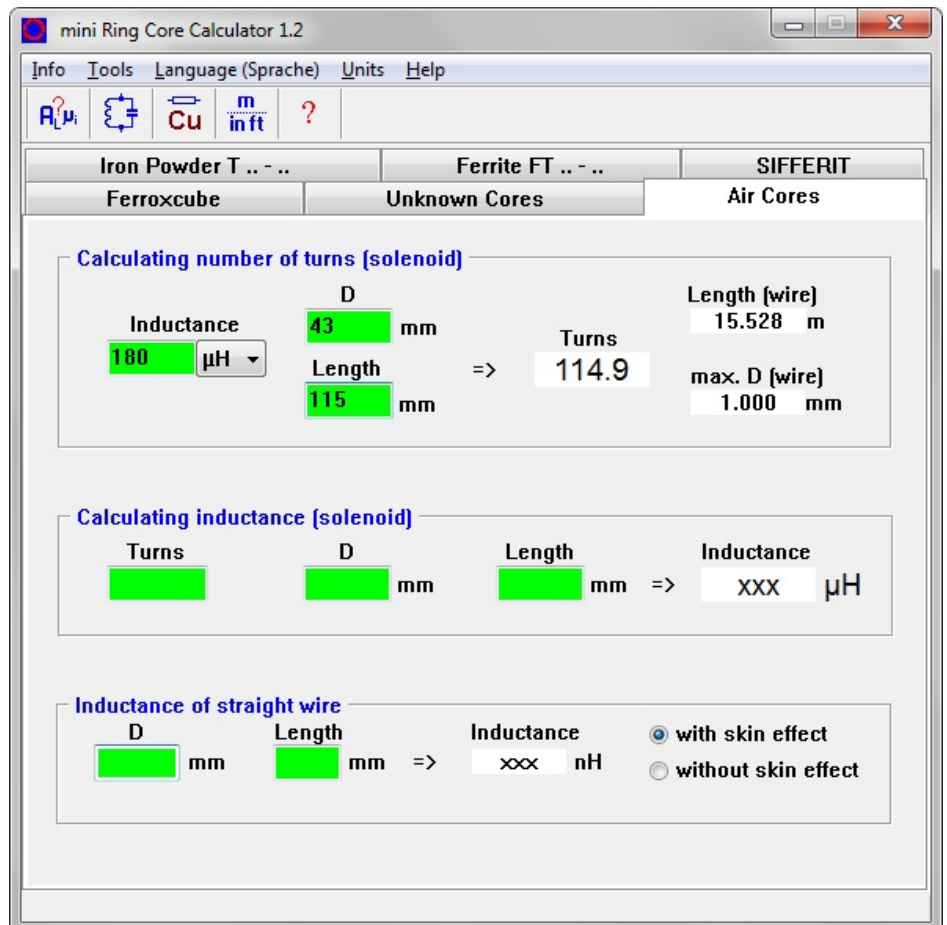 mini Ring Core Calculator 1.2
Info Tools Language (Sprache) Units Help
A_L? µi Cu m/in ft ?
Iron Powder T .. - .. Ferrite FT .. - .. SIFFERIT
Ferroxcube Unknown Cores Air Cores
Calculating number of turns (solenoid)
D Length (wire)
Inductance 43 mm Turns 15.528 m
180 µH Length => 114.9 max. D (wire)
115 mm 1.000 mm
Calculating inductance (solenoid)
Turns D Length Inductance
mm mm => xxx µH
Inductance of straight wire
D Length Inductance with skin effect
mm mm => xxx nH without skin effect